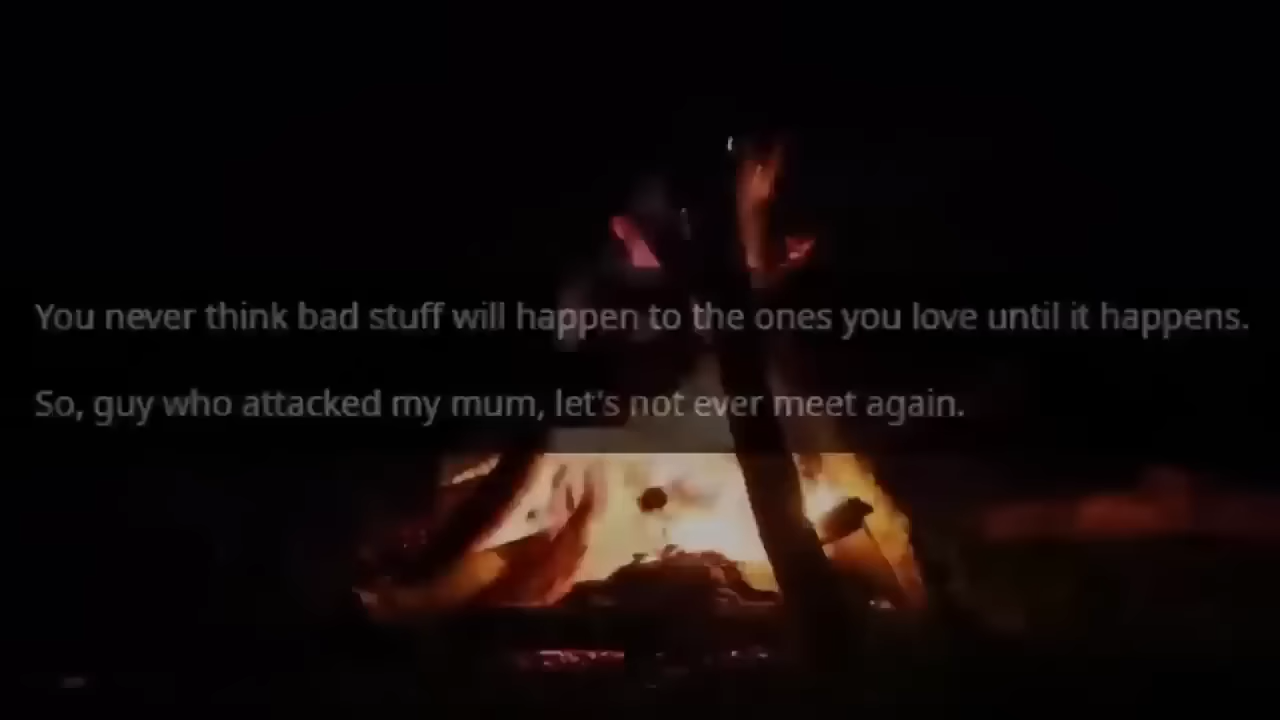 You never think bad stuff will happen to the ones you love until it happens.
So, guy who attacked my mum, let's not ever meet again.